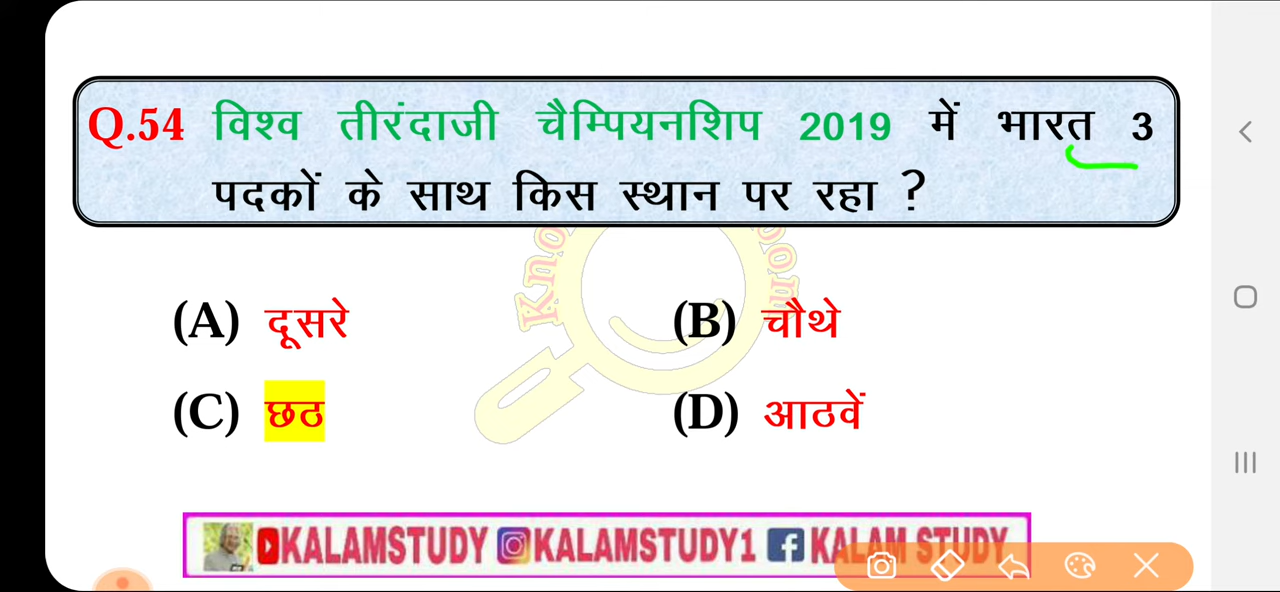 Q.54 विश्व तीरंदाजी चैम्पियनशिप 2019 में भारत 3
पदकों के साथ किस स्थान पर रहा ?
(A) दूसरे (B) चौथे
(C) छठ (D) आठवें
KALAMSTUDY KALAMSTUDY1 KALAM STUDY